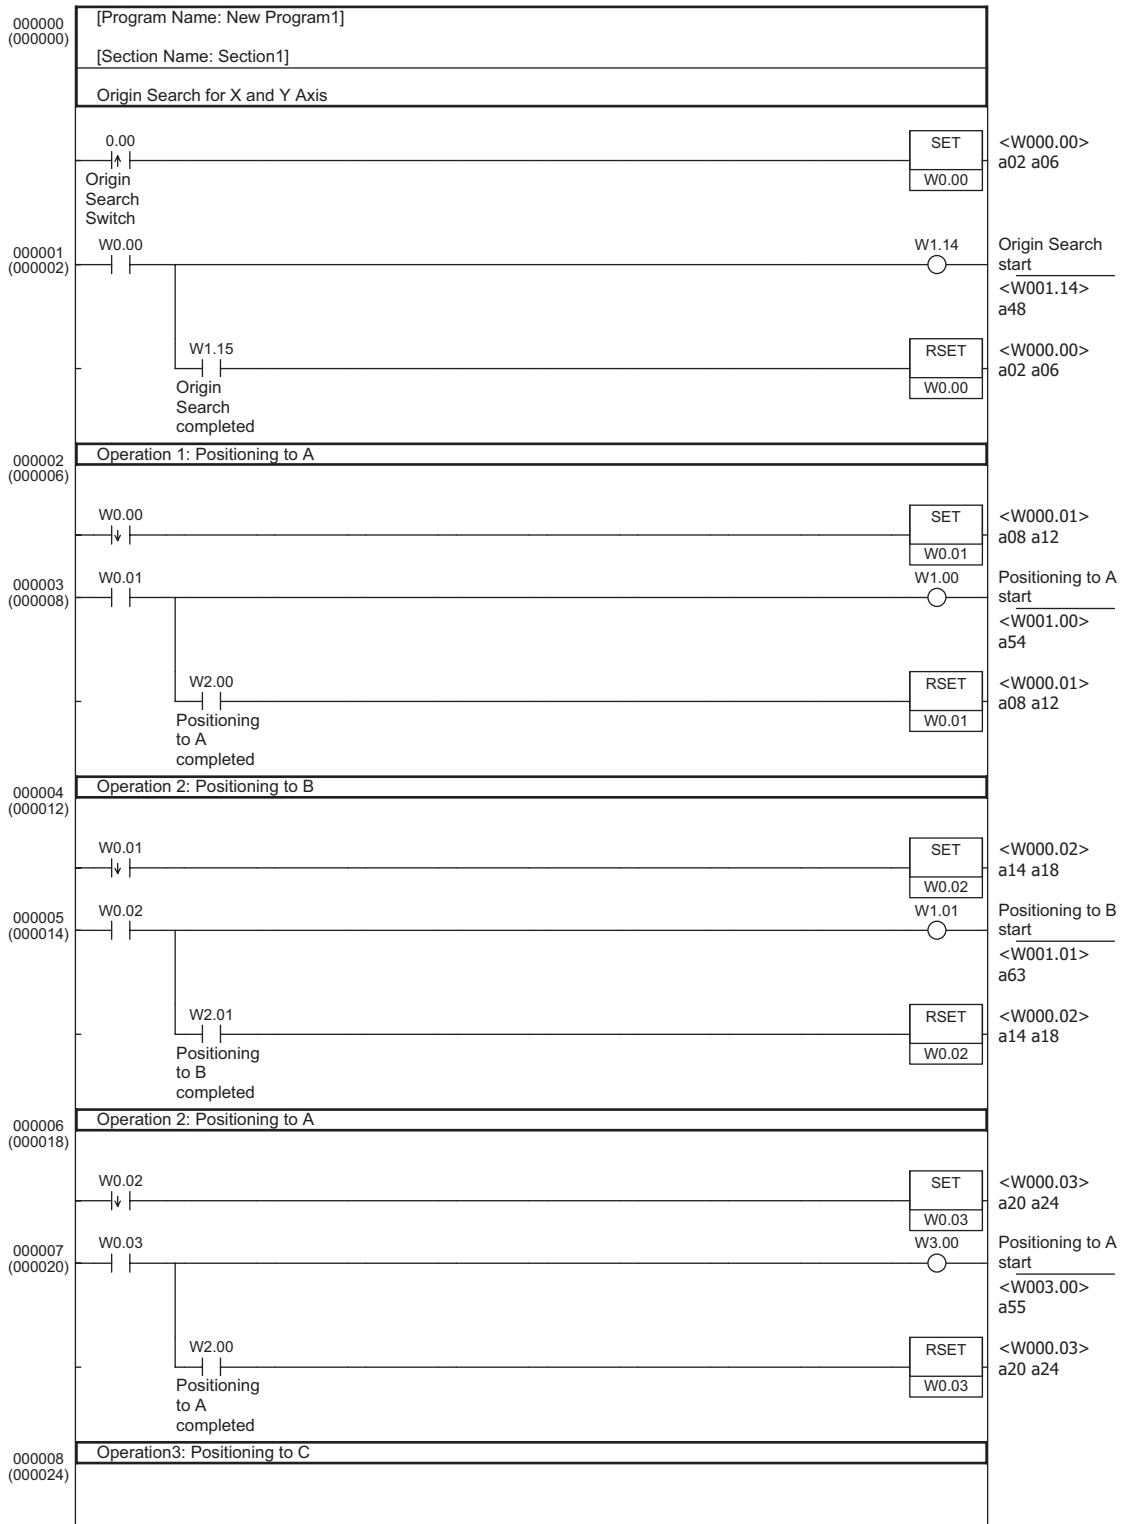 000000
(000000)
[Program Name: New Program1]
[Section Name: Section1]
Origin Search for X and Y Axis
0.00
Origin
Search
Switch
SET
W0.00
<W000.00>
a02 a06
000001
(000002)
W0.00
W1.14
Origin Search
start
<W001.14>
a48
W1.15
Origin
Search
completed
RSET
W0.00
<W000.00>
a02 a06
000002
(000006)
Operation 1: Positioning to A
W0.00
SET
W0.01
<W000.01>
a08 a12
000003
(000008)
W0.01
W1.00
Positioning to A
start
<W001.00>
a54
W2.00
Positioning
to A
completed
RSET
W0.01
<W000.01>
a08 a12
000004
(000012)
Operation 2: Positioning to B
W0.01
SET
W0.02
<W000.02>
a14 a18
000005
(000014)
W0.02
W1.01
Positioning to B
start
<W001.01>
a63
W2.01
Positioning
to B
completed
RSET
W0.02
<W000.02>
a14 a18
000006
(000018)
Operation 2: Positioning to A
W0.02
SET
W0.03
<W000.03>
a20 a24
000007
(000020)
W0.03
W3.00
Positioning to A
start
<W003.00>
a55
W2.00
Positioning
to A
completed
RSET
W0.03
<W000.03>
a20 a24
000008
(000024)
Operation3: Positioning to C